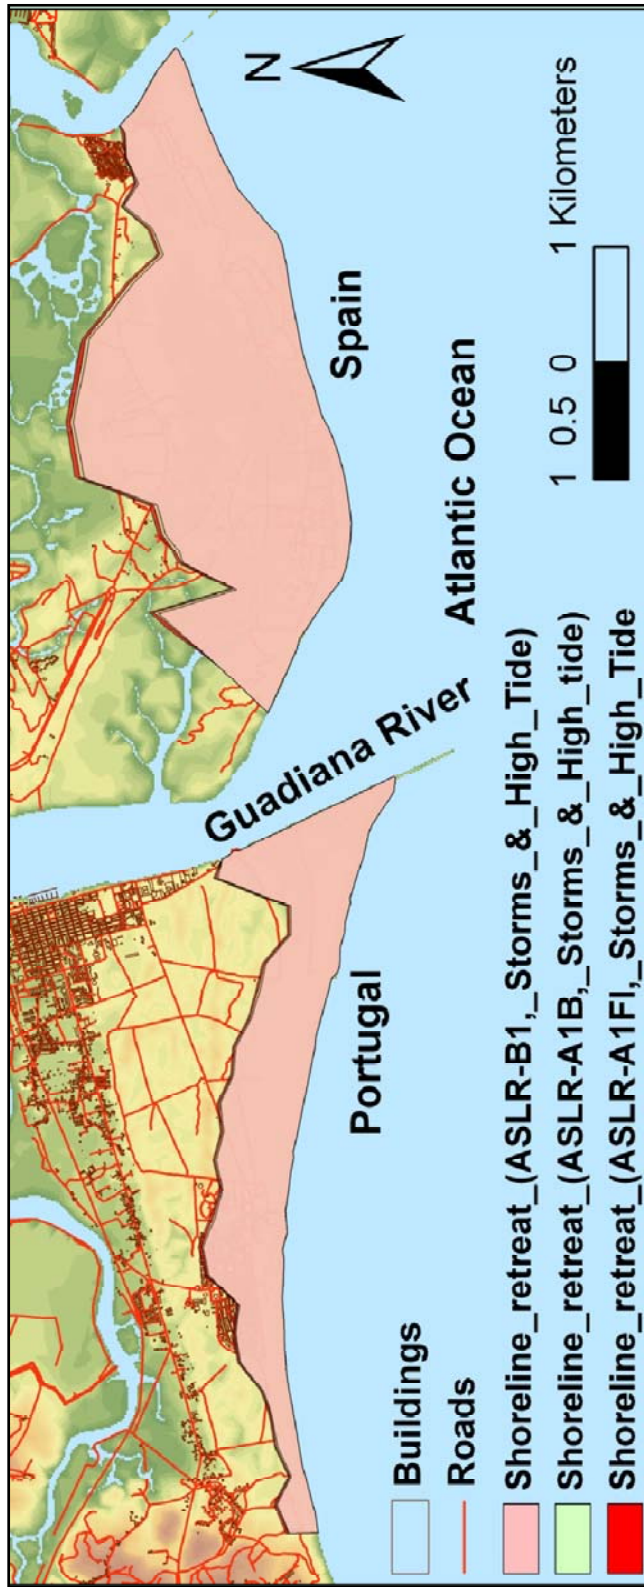 N
Spain
Atlantic Ocean
Guadiana River
Portugal
1 0.5 0 1 Kilometers
Buildings
Roads
Shoreline_retreat_(ASLR-B1,_Storms_&_High_Tide)
Shoreline_retreat_(ASLR-A1B,_Storms_&_High_tide)
Shoreline_retreat_(ASLR-A1FI,_Storms_&_High_Tide